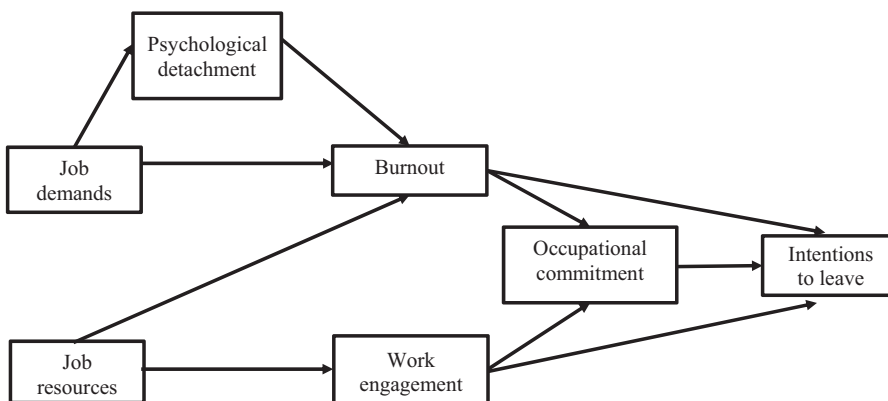 Psychological
detachment
Job
demands
Burnout
Occupational
commitment
Intentions
to leave
Job
resources
Work
engagement